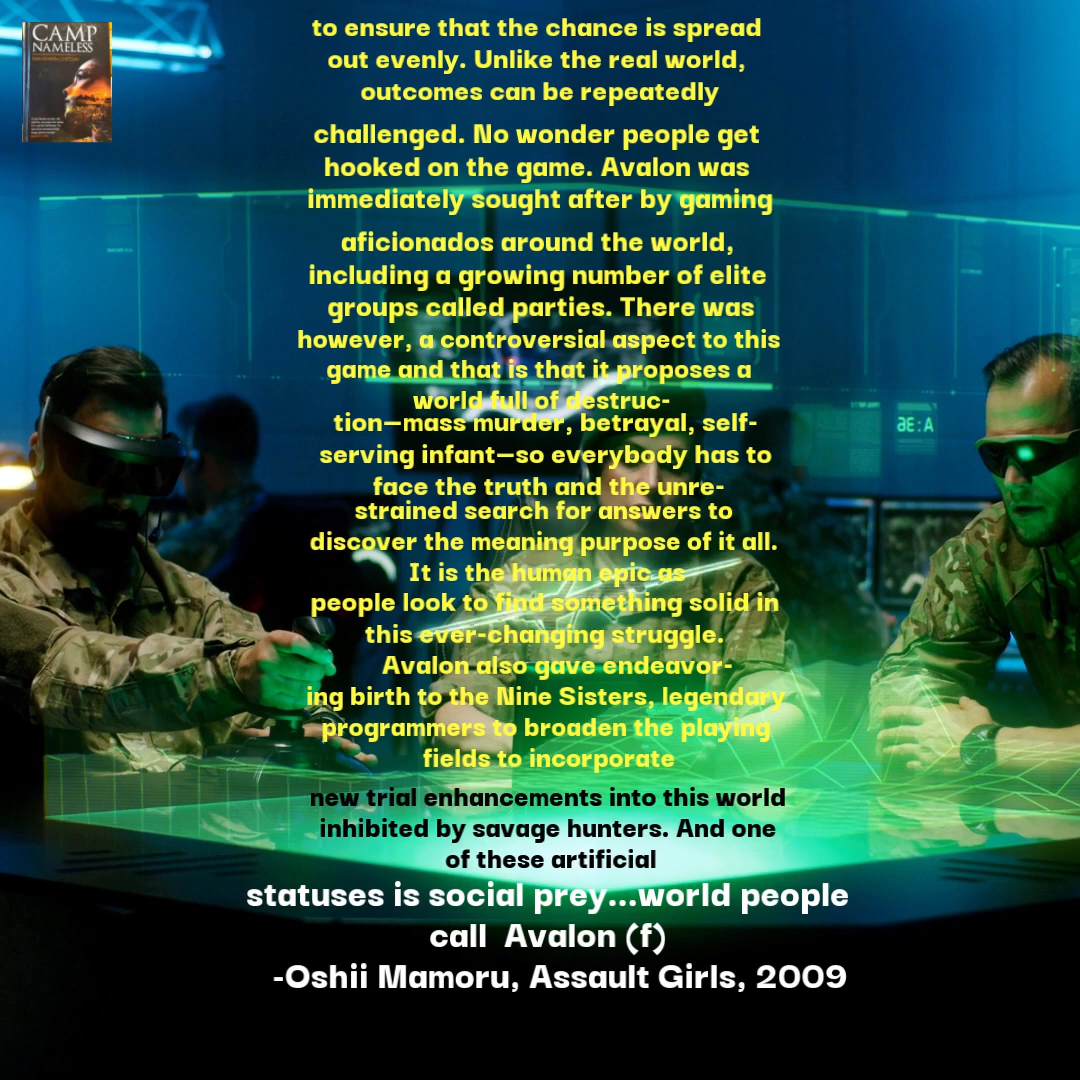 CAMP
NAMELESS
to ensure that the chance is spread
out evenly. Unlike the real world,
outcomes can be repeatedly
challenged. No wonder people get
hooked on the game. Avalon was
immediately sought after by gaming
aficionados around the world,
including a growing number of elite
groups called parties. There was
however, a controversial aspect to this
game and that is that it proposes a
world full of destruc-
tion—mass murder, betrayal, self-
serving infant—so everybody has to
face the truth and the unre-
strained search for answers to
discover the meaning purpose of it all.
It is the human epic as
people look to find something solid in
this ever-changing struggle.
Avalon also gave endeavor-
ing birth to the Nine Sisters, legendary
programmers to broaden the playing
fields to incorporate
new trial enhancements into this world
inhibited by savage hunters. And one
of these artificial
statuses is social prey...world people
call Avalon (f)
-Oshii Mamoru, Assault Girls, 2009